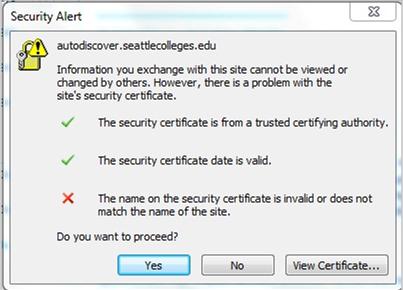 Security Alert
autodiscover.seattlecolleges.edu
Information you exchange with this site cannot be viewed or
changed by others. However, there is a problem with the
site's security certificate.
The security certificate is from a trusted certifying authority.
The security certificate date is valid.
The name on the security certificate is invalid or does not
match the name of the site.
Do you want to proceed?
Yes No View Certificate...